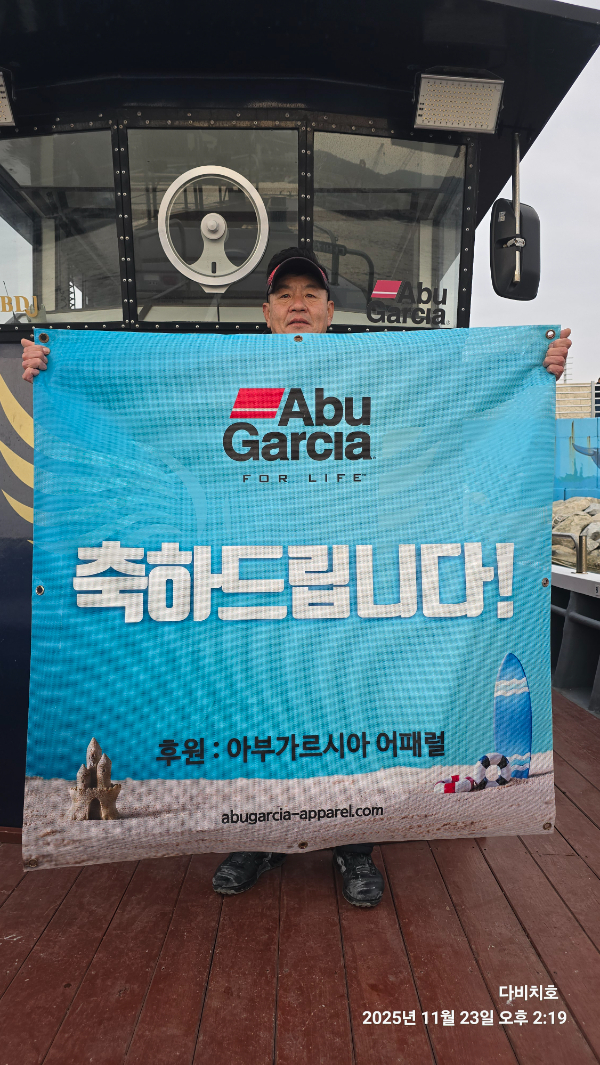 BDJ
Abu
Garcia
Abu
Garcia
FOR LIFE™
축하드립니다!
후원 : 아부가르시아 어패럴
abugarcia-apparel.com
다비치호
2025년 11월 23일 오후 2:19